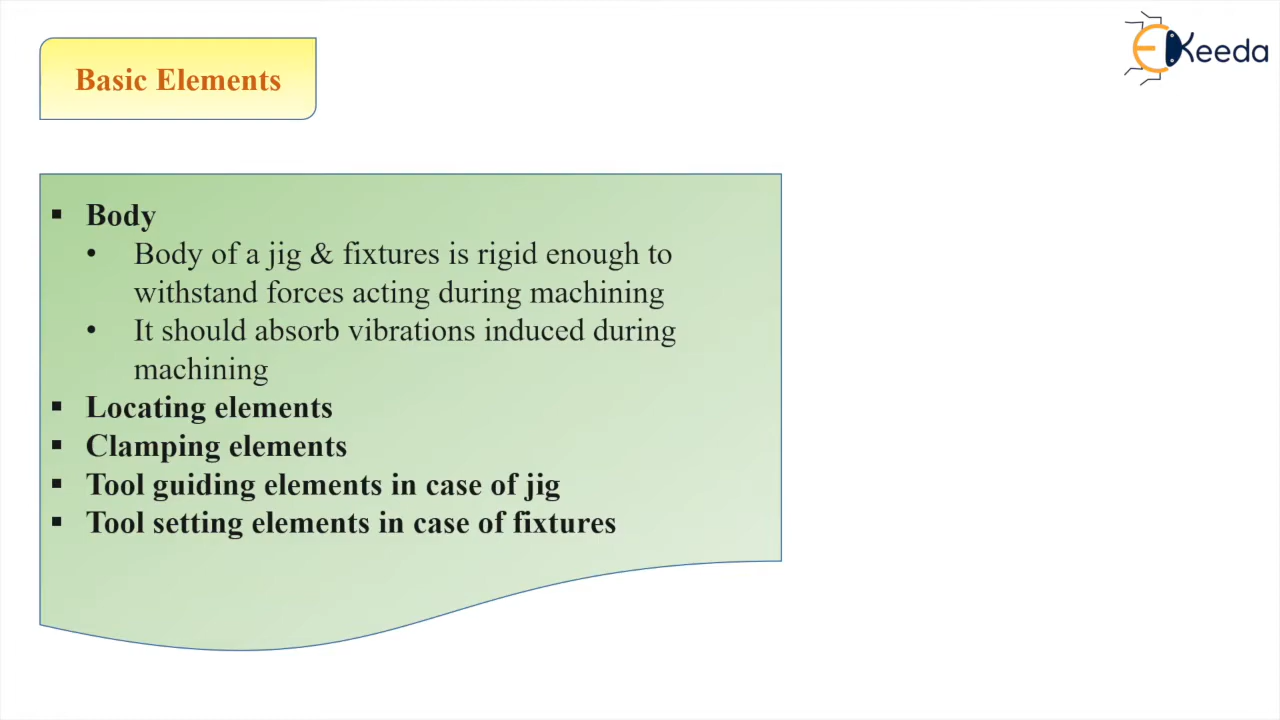 Basic Elements
EKeeda
▪ Body
• Body of a jig & fixtures is rigid enough to
withstand forces acting during machining
• It should absorb vibrations induced during
machining
▪ Locating elements
▪ Clamping elements
▪ Tool guiding elements in case of jig
▪ Tool setting elements in case of fixtures